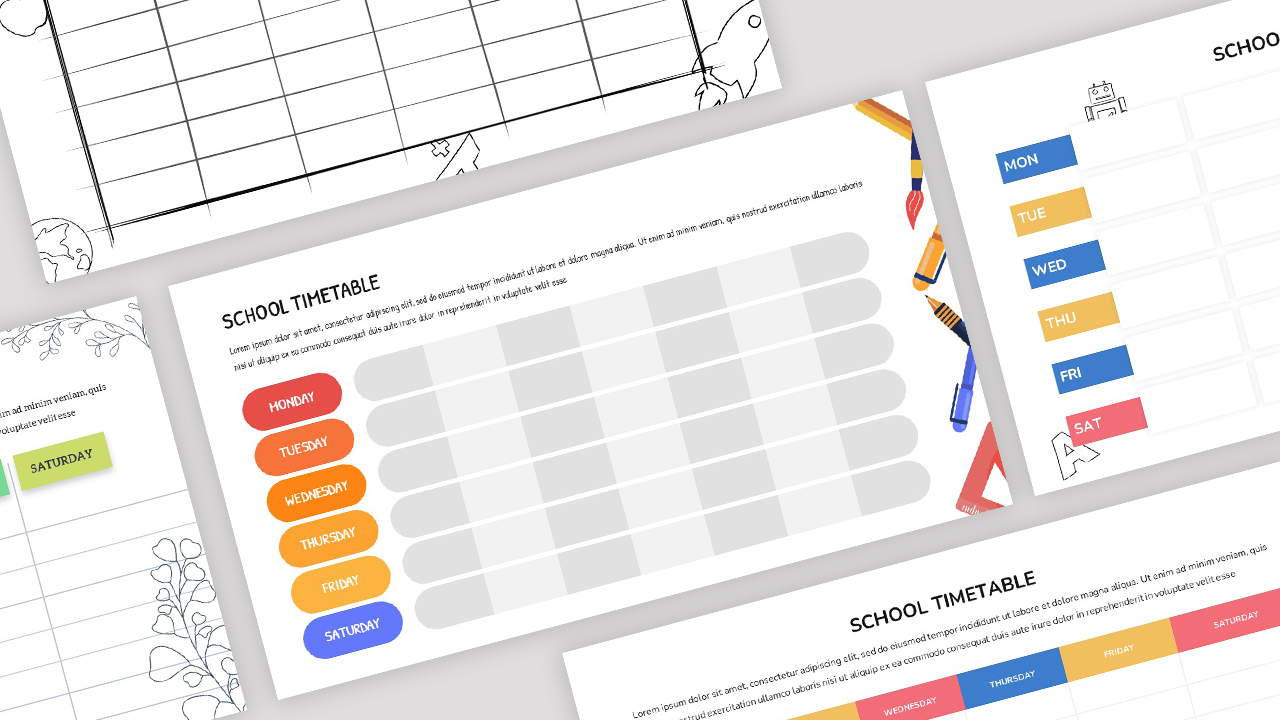 SCHOOL TIMETABLE
Lorem ipsum dolor sit amet, consectetur adipiscing elit, sed do eiusmod tempor incididunt ut labore et dolore magna aliqua. Ut enim ad minim veniam, quis nostrud exercitation ullamco laboris
nisi ut aliquip ex ea commodo consequat duis aute irure dolor in reprehenderit in voluptate velit esse
MONDAY
TUESDAY
WEDNESDAY
THURSDAY
FRIDAY
SATURDAY
ad minim veniam, quis
voluptate velit esse
SATURDAY
MON
TUE
WED
THU
FRI
SAT
SCHOOL TIMETABLE
Lorem ipsum dolor sit amet, consectetur adipiscing elit, sed do eiusmod tempor incididunt ut labore et dolore magna aliqua. Ut enim ad minim veniam, quis
nostrud exercitation ullamco laboris nisi ut aliquip ex ea commodo consequat duis aute irure dolor in reprehenderit in voluptate velit esse
WEDNESDAY
THURSDAY
FRIDAY
SATURDAY